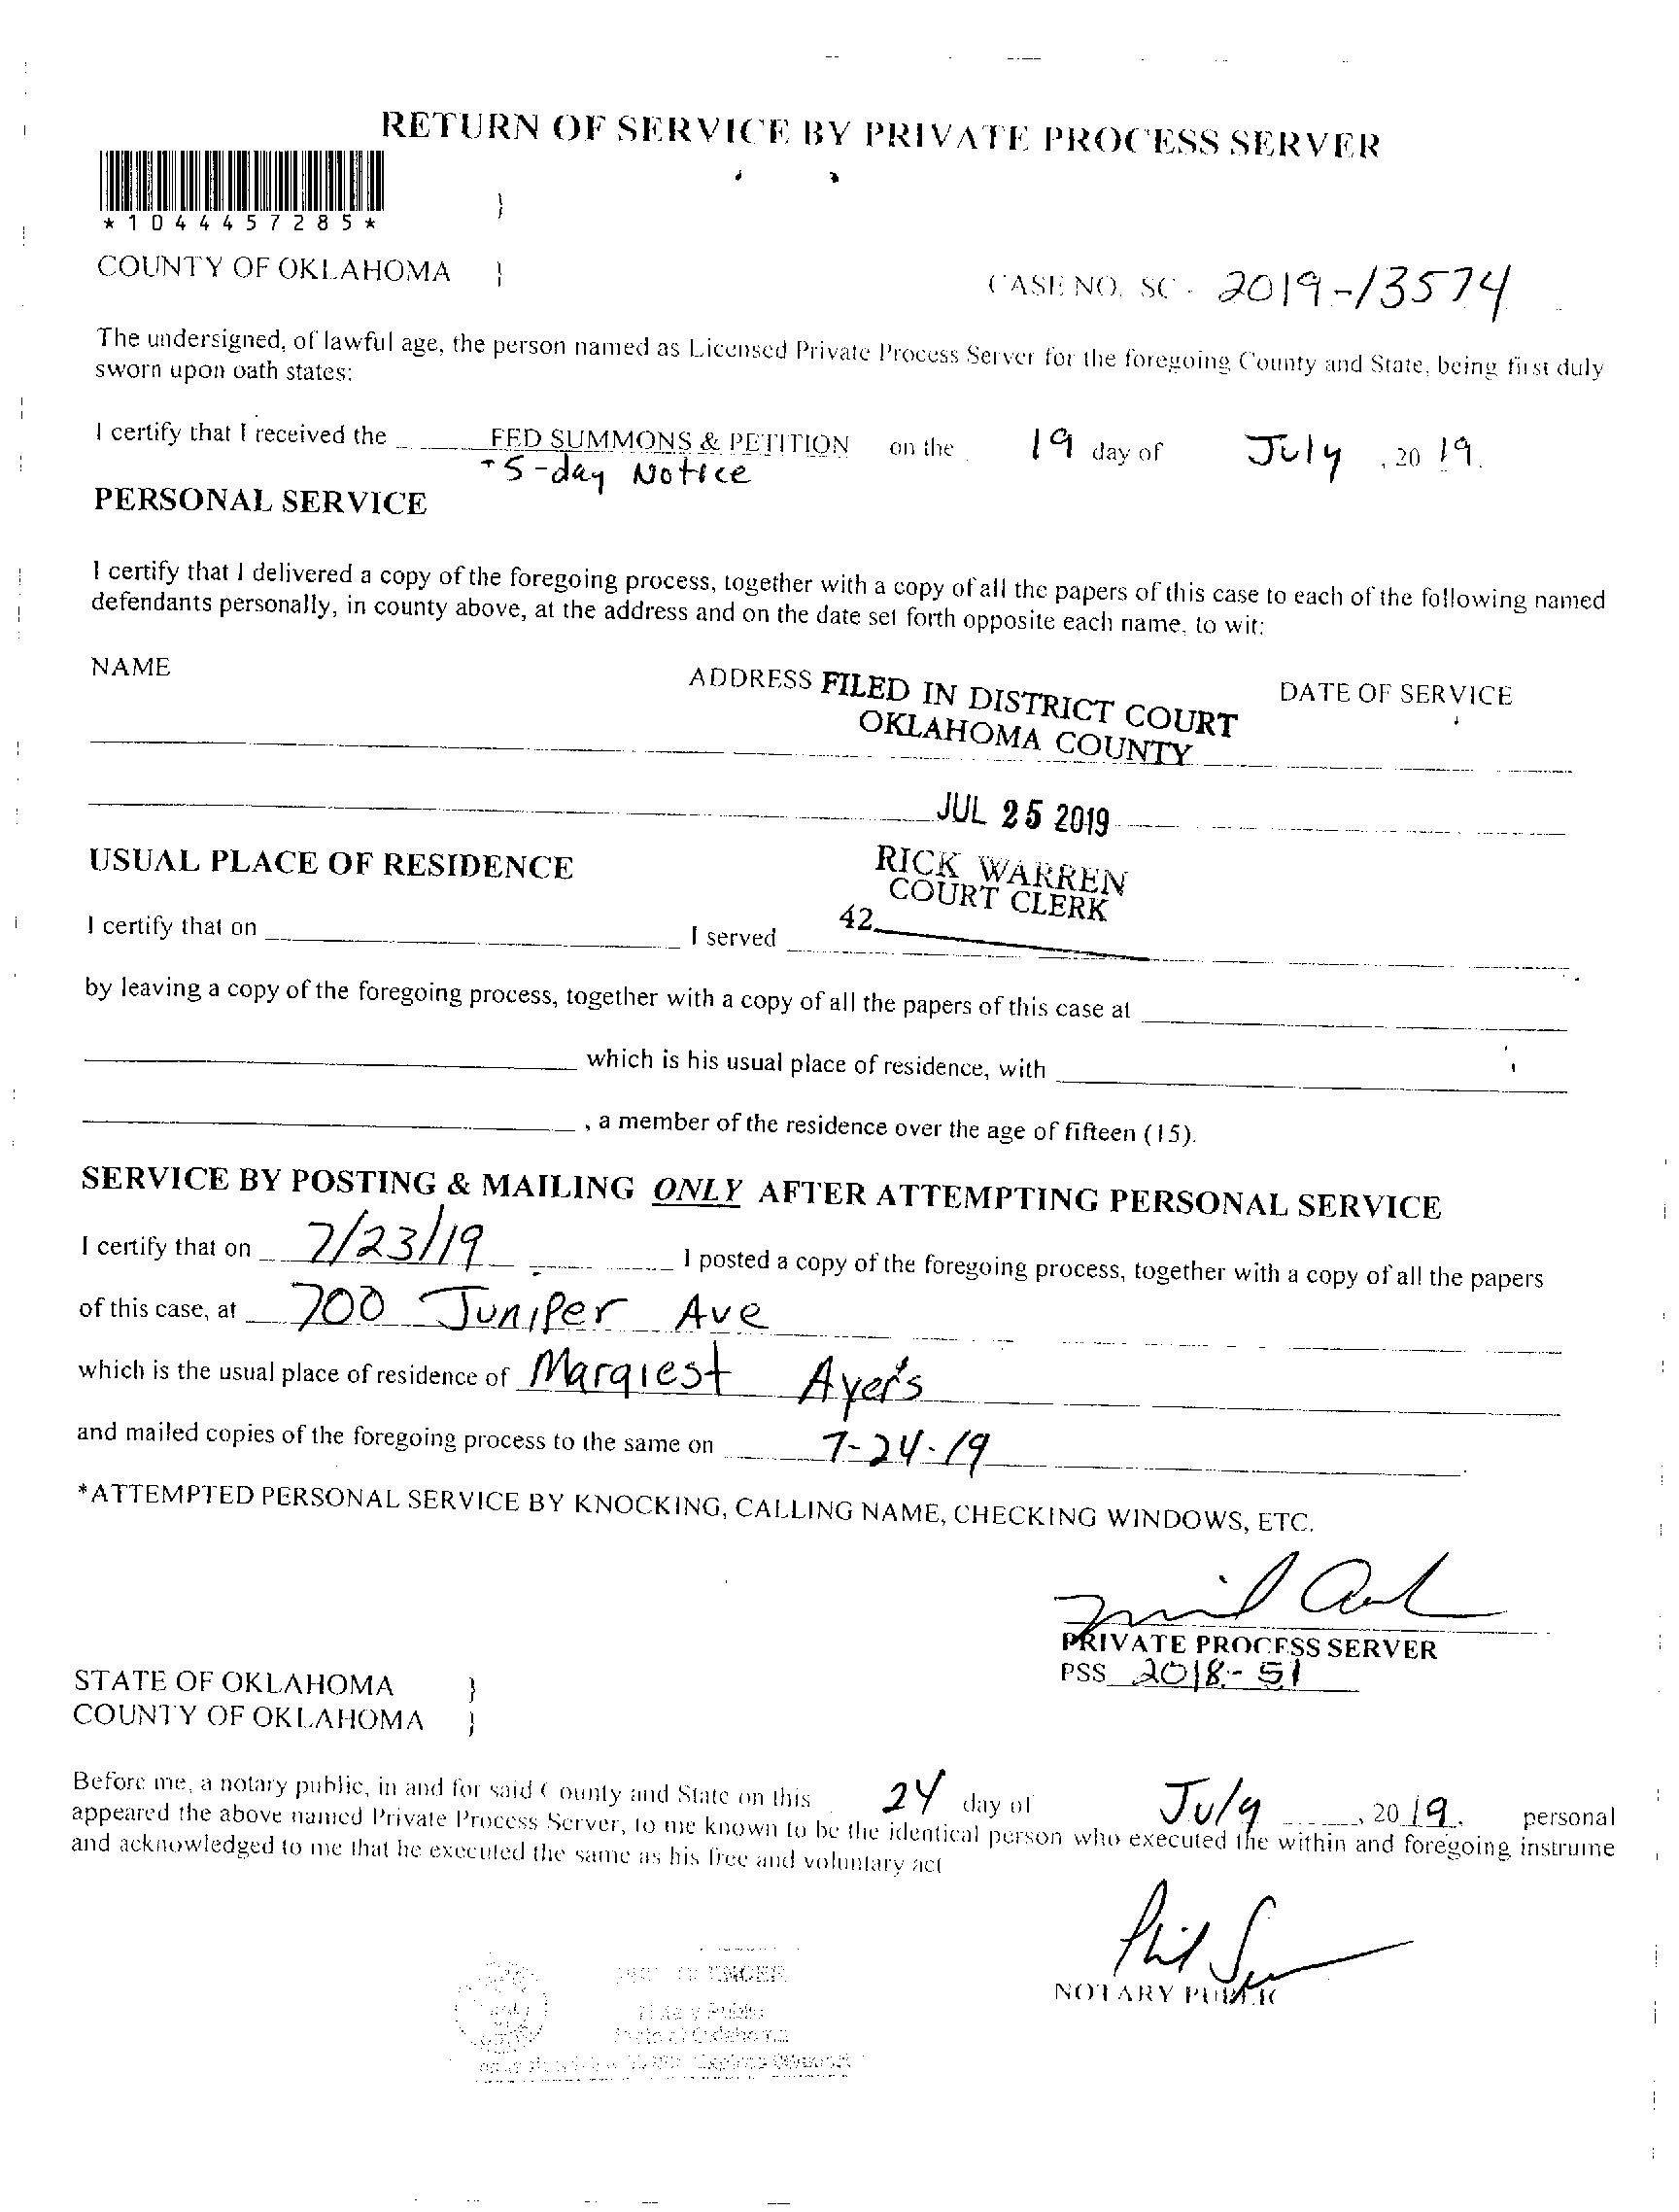 RETURN OF SERVICE BY PRIVATE PROCESS SERVER
*1044457285* }
COUNTY OF OKLAHOMA }
CASE NO. SC - 2019-13574
The undersigned, of lawful age, the person named as Licensed Private Process Server for the foregoing County and State, being first duly
sworn upon oath states:
I certify that I received the FED SUMMONS & PETITION on the 19 day of July, 20 19.
+5-day Notice
PERSONAL SERVICE
I certify that I delivered a copy of the foregoing process, together with a copy of all the papers of this case to each of the following named
defendants personally, in county above, at the address and on the date set forth opposite each name, to wit:
NAME ADDRESS DATE OF SERVICE
FILED IN DISTRICT COURT
OKLAHOMA COUNTY
JUL 25 2019
RICK WARREN
COURT CLERK
42
USUAL PLACE OF RESIDENCE
I certify that on I served
by leaving a copy of the foregoing process, together with a copy of all the papers of this case at
which is his usual place of residence, with
, a member of the residence over the age of fifteen (15).
SERVICE BY POSTING & MAILING ONLY AFTER ATTEMPTING PERSONAL SERVICE
I certify that on 7/23/19 I posted a copy of the foregoing process, together with a copy of all the papers
of this case, at 700 Juniper Ave
which is the usual place of residence of Marqiest Ayers
and mailed copies of the foregoing process to the same on 7-24-19
*ATTEMPTED PERSONAL SERVICE BY KNOCKING, CALLING NAME, CHECKING WINDOWS, ETC.
PRIVATE PROCESS SERVER
PSS 2018-51
STATE OF OKLAHOMA }
COUNTY OF OKLAHOMA }
Before me, a notary public, in and for said County and State on this 24 day of July, 20 19. personal
appeared the above named Private Process Server, to me known to be the identical person who executed the within and foregoing instrume
and acknowledged to me that he executed the same as his free and voluntary act
NOTARY PUBLIC
Notary Public
State of Oklahoma